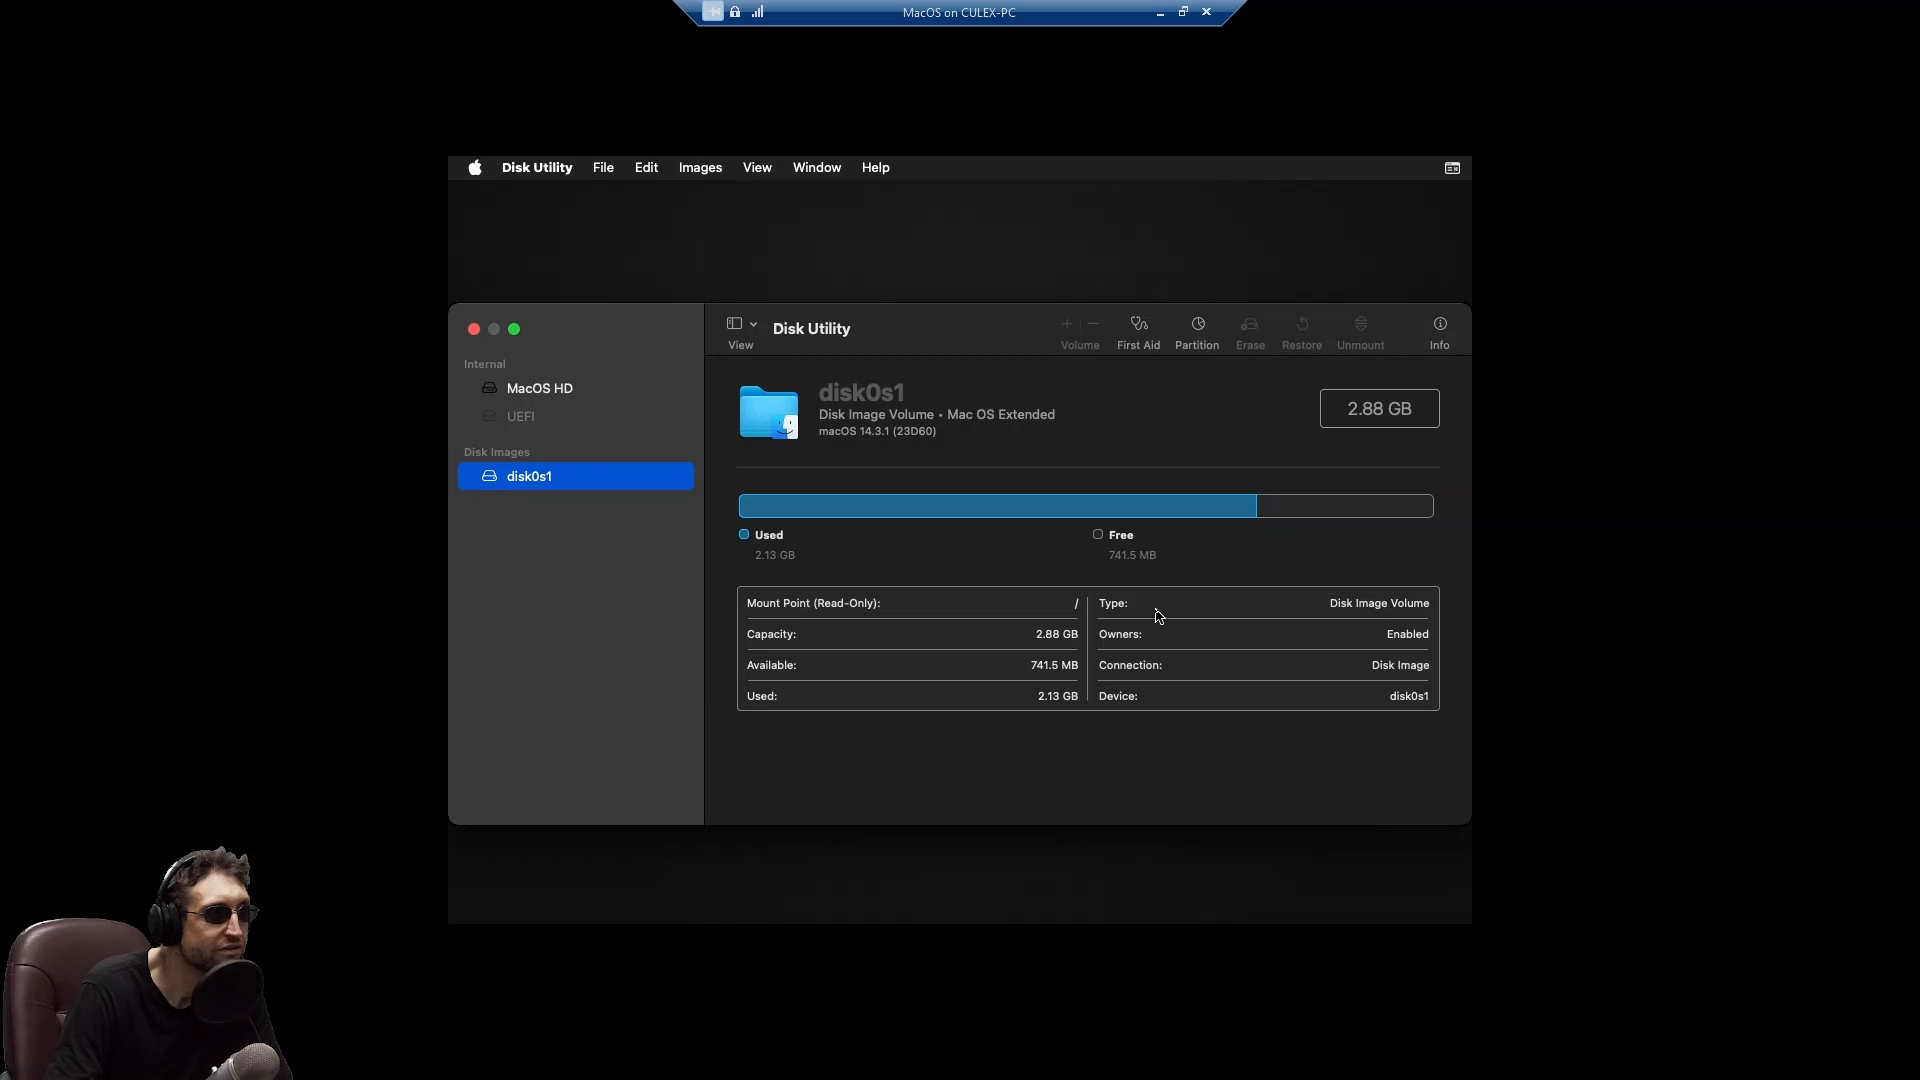 MacOS on CULEX-PC
Disk Utility File Edit Images View Window Help
View Disk Utility Volume First Aid Partition Erase Restore Unmount Info
Internal
MacOS HD
UEFI
Disk Images
disk0s1
disk0s1
Disk Image Volume • Mac OS Extended
macOS 14.3.1 (23D60)
2.88 GB
Used
2.13 GB
Free
741.5 MB
Mount Point (Read-Only): /
Capacity: 2.88 GB
Available: 741.5 MB
Used: 2.13 GB
Type: Disk Image Volume
Owners: Enabled
Connection: Disk Image
Device: disk0s1